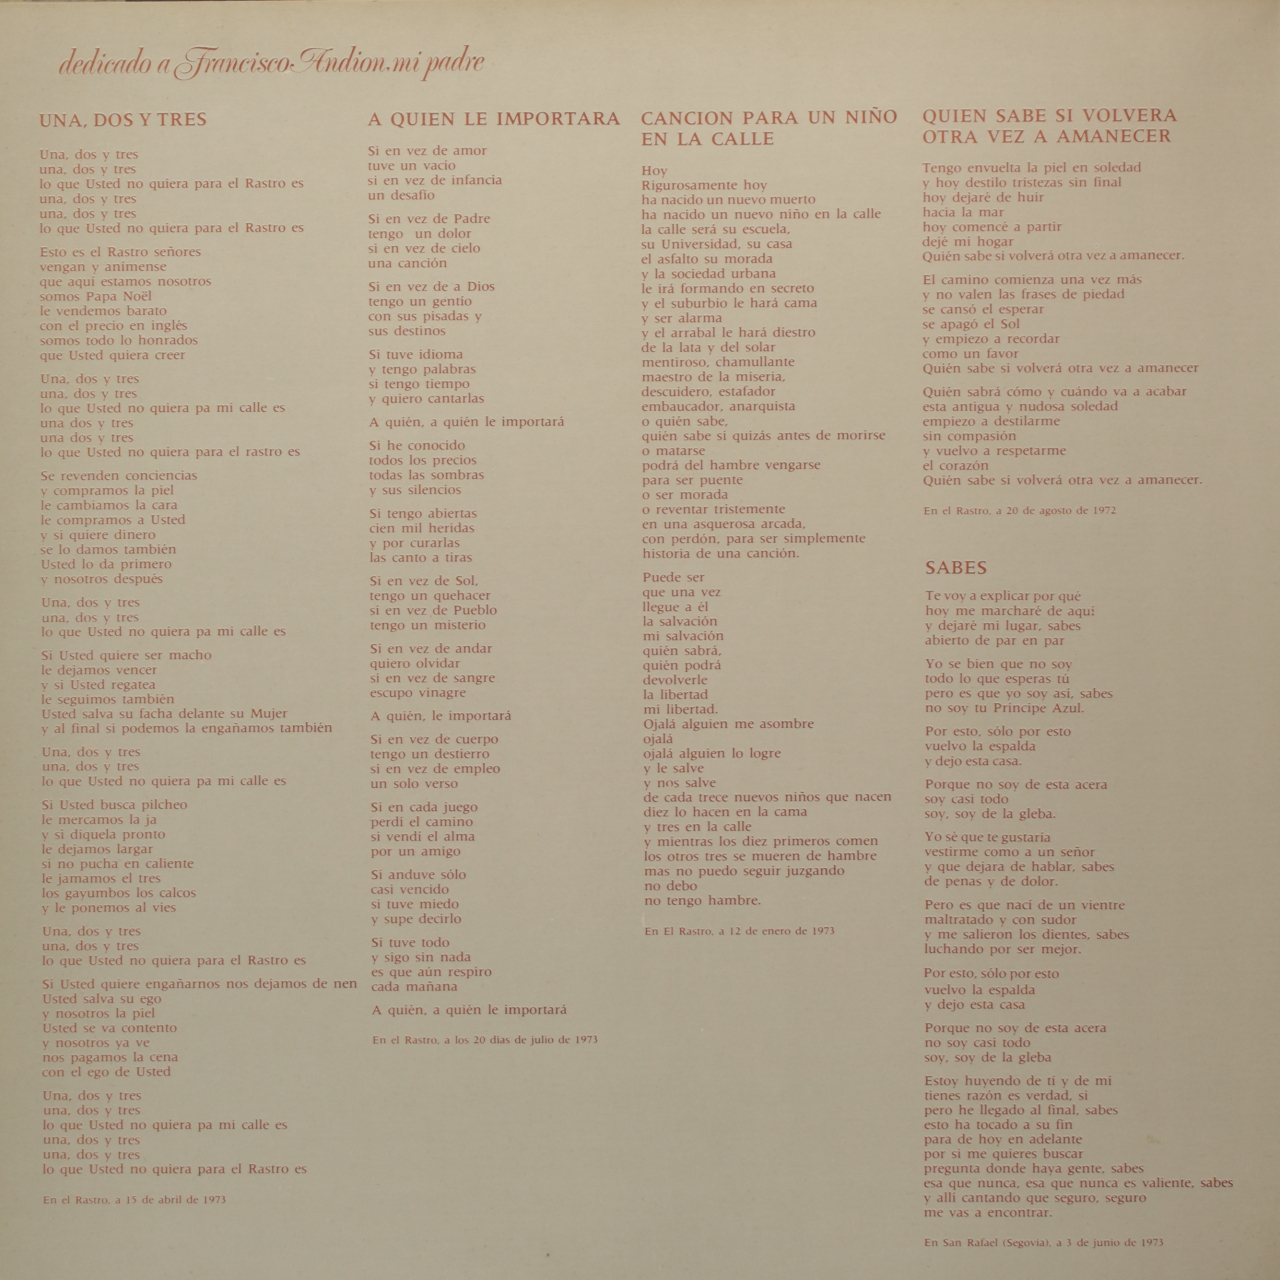 dedicado a Francisco Andion. mi padre
UNA, DOS Y TRES
Una, dos y tres
una, dos y tres
lo que Usted no quiera para el Rastro es
una, dos y tres
una, dos y tres
lo que Usted no quiera para el Rastro es
Esto es el Rastro señores
vengan y anímense
que aquí estamos nosotros
somos Papa Noël
le vendemos barato
con el precio en inglés
somos todo lo honrados
que Usted quiera creer
Una, dos y tres
una, dos y tres
lo que Usted no quiera pa mi calle es
una dos y tres
una dos y tres
lo que Usted no quiera para el rastro es
Se revenden conciencias
y compramos la piel
le cambiamos la cara
le compramos a Usted
y si quiere dinero
se lo damos también
Usted lo da primero
y nosotros después
Una, dos y tres
una, dos y tres
lo que Usted no quiera pa mi calle es
Si Usted quiere ser macho
le dejamos vencer
y si Usted regatea
le seguimos también
Usted salva su facha delante su Mujer
y al final si podemos la engañamos también
Una, dos y tres
una, dos y tres
lo que Usted no quiera pa mi calle es
Si Usted busca pilcheo
le mercamos la ja
y si diquela pronto
le dejamos largar
si no pucha en caliente
le jamamos el tres
los gayumbos los calcos
y le ponemos al vies
Una, dos y tres
una, dos y tres
lo que Usted no quiera para el Rastro es
Si Usted quiere engañarnos nos dejamos de nen
Usted salva su ego
y nosotros la piel
Usted se va contento
y nosotros ya ve
nos pagamos la cena
con el ego de Usted
Una, dos y tres
una, dos y tres
lo que Usted no quiera pa mi calle es
una, dos y tres
una, dos y tres
lo que Usted no quiera para el Rastro es
En el Rastro, a 15 de abril de 1973
A QUIEN LE IMPORTARA
Si en vez de amor
tuve un vacío
si en vez de infancia
un desafío
Si en vez de Padre
tengo un dolor
si en vez de cielo
una canción
Si en vez de a Dios
tengo un gentío
con sus pisadas y
sus destinos
Si tuve idioma
y tengo palabras
si tengo tiempo
y quiero cantarlas
A quién, a quién le importará
Si he conocido
todos los precios
todas las sombras
y sus silencios
Si tengo abiertas
cien mil heridas
y por curarlas
las canto a tiras
Si en vez de Sol,
tengo un quehacer
si en vez de Pueblo
tengo un misterio
Si en vez de andar
quiero olvidar
si en vez de sangre
escupo vinagre
A quién, le importará
Si en vez de cuerpo
tengo un destierro
si en vez de empleo
un solo verso
Si en cada juego
perdí el camino
si vendí el alma
por un amigo
Si anduve sólo
casi vencido
si tuve miedo
y supe decirlo
Si tuve todo
y sigo sin nada
es que aún respiro
cada mañana
A quién, a quién le importará
En el Rastro, a los 20 días de julio de 1973
CANCION PARA UN NIÑO
EN LA CALLE
Hoy
Rigurosamente hoy
ha nacido un nuevo muerto
ha nacido un nuevo niño en la calle
la calle será su escuela,
su Universidad, su casa
el asfalto su morada
y la sociedad urbana
le irá formando en secreto
y el suburbio le hará cama
y ser alarma
y el arrabal le hará diestro
de la lata y del solar
mentiroso, chamullante
maestro de la miseria,
descuidero, estafador
embaucador, anarquista
o quién sabe,
quién sabe si quizás antes de morirse
o matarse
podrá del hambre vengarse
para ser puente
o ser morada
o reventar tristemente
en una asquerosa arcada,
con perdón, para ser simplemente
historia de una canción.
Puede ser
que una vez
llegue a él
la salvación
mi salvación
quién sabrá,
quién podrá
devolverle
la libertad
mi libertad.
Ojalá alguien me asombre
ojalá
ojalá alguien lo logre
y le salve
y nos salve
de cada trece nuevos niños que nacen
diez lo hacen en la cama
y tres en la calle
y mientras los diez primeros comen
los otros tres se mueren de hambre
mas no puedo seguir juzgando
no debo
no tengo hambre.
En El Rastro, a 12 de enero de 1973
QUIEN SABE SI VOLVERA
OTRA VEZ A AMANECER
Tengo envuelta la piel en soledad
y hoy destilo tristezas sin final
hoy dejaré de huir
hacia la mar
hoy comencé a partir
dejé mi hogar
Quién sabe si volverá otra vez a amanecer.
El camino comienza una vez más
y no valen las frases de piedad
se cansó el esperar
se apagó el Sol
y empiezo a recordar
como un favor
Quién sabe si volverá otra vez a amanecer
Quién sabrá cómo y cuándo va a acabar
esta antigua y nudosa soledad
empiezo a destilarme
sin compasión
y vuelvo a respetarme
el corazón
Quién sabe si volverá otra vez a amanecer.
En el Rastro, a 20 de agosto de 1972
SABES
Te voy a explicar por qué
hoy me marcharé de aquí
y dejaré mi lugar, sabes
abierto de par en par
Yo se bien que no soy
todo lo que esperas tú
pero es que yo soy así, sabes
no soy tu Príncipe Azul.
Por esto, sólo por esto
vuelvo la espalda
y dejo esta casa.
Porque no soy de esta acera
soy casi todo
soy, soy de la gleba.
Yo sé que te gustaría
vestirme como a un señor
y que dejara de hablar, sabes
de penas y de dolor.
Pero es que nací de un vientre
maltratado y con sudor
y me salieron los dientes, sabes
luchando por ser mejor.
Por esto, sólo por esto
vuelvo la espalda
y dejo esta casa
Porque no soy de esta acera
no soy casi todo
soy, soy de la gleba
Estoy huyendo de tí y de mí
tienes razón es verdad, sí
pero he llegado al final, sabes
esto ha tocado a su fin
para de hoy en adelante
por si me quieres buscar
pregunta donde haya gente, sabes
esa que nunca, esa que nunca es valiente, sabes
y allí cantando que seguro, seguro
me vas a encontrar.
En San Rafael (Segovia), a 3 de junio de 1973